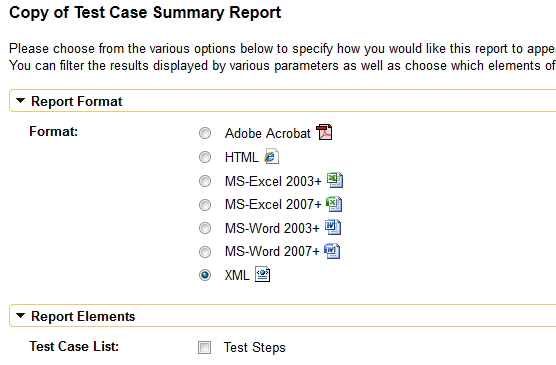 Copy of Test Case Summary Report
Please choose from the various options below to specify how you would like this report to appe
You can filter the results displayed by various parameters as well as choose which elements of
Report Format
Format:
Adobe Acrobat
HTML
MS-Excel 2003+
MS-Excel 2007+
MS-Word 2003+
MS-Word 2007+
XML
Report Elements
Test Case List: Test Steps